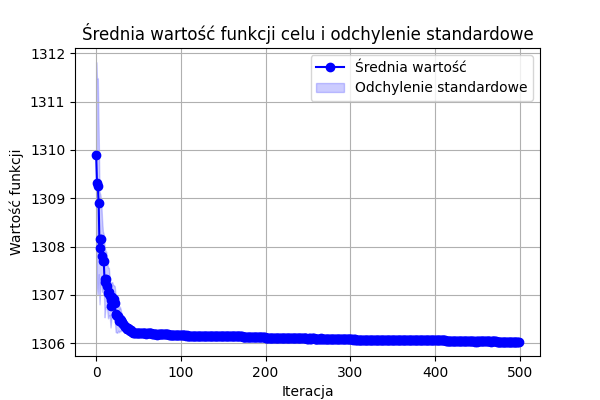 Średnia wartość funkcji celu i odchylenie standardowe
Średnia wartość
Odchylenie standardowe
Wartość funkcji
1312
1311
1310
1309
1308
1307
1306
0 100 200 300 400 500
Iteracja